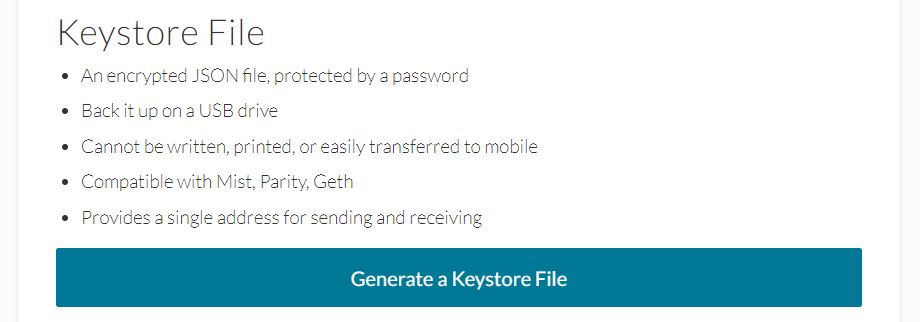 Keystore File
• An encrypted JSON file, protected by a password
• Back it up on a USB drive
• Cannot be written, printed, or easily transferred to mobile
• Compatible with Mist, Parity, Geth
• Provides a single address for sending and receiving
Generate a Keystore File